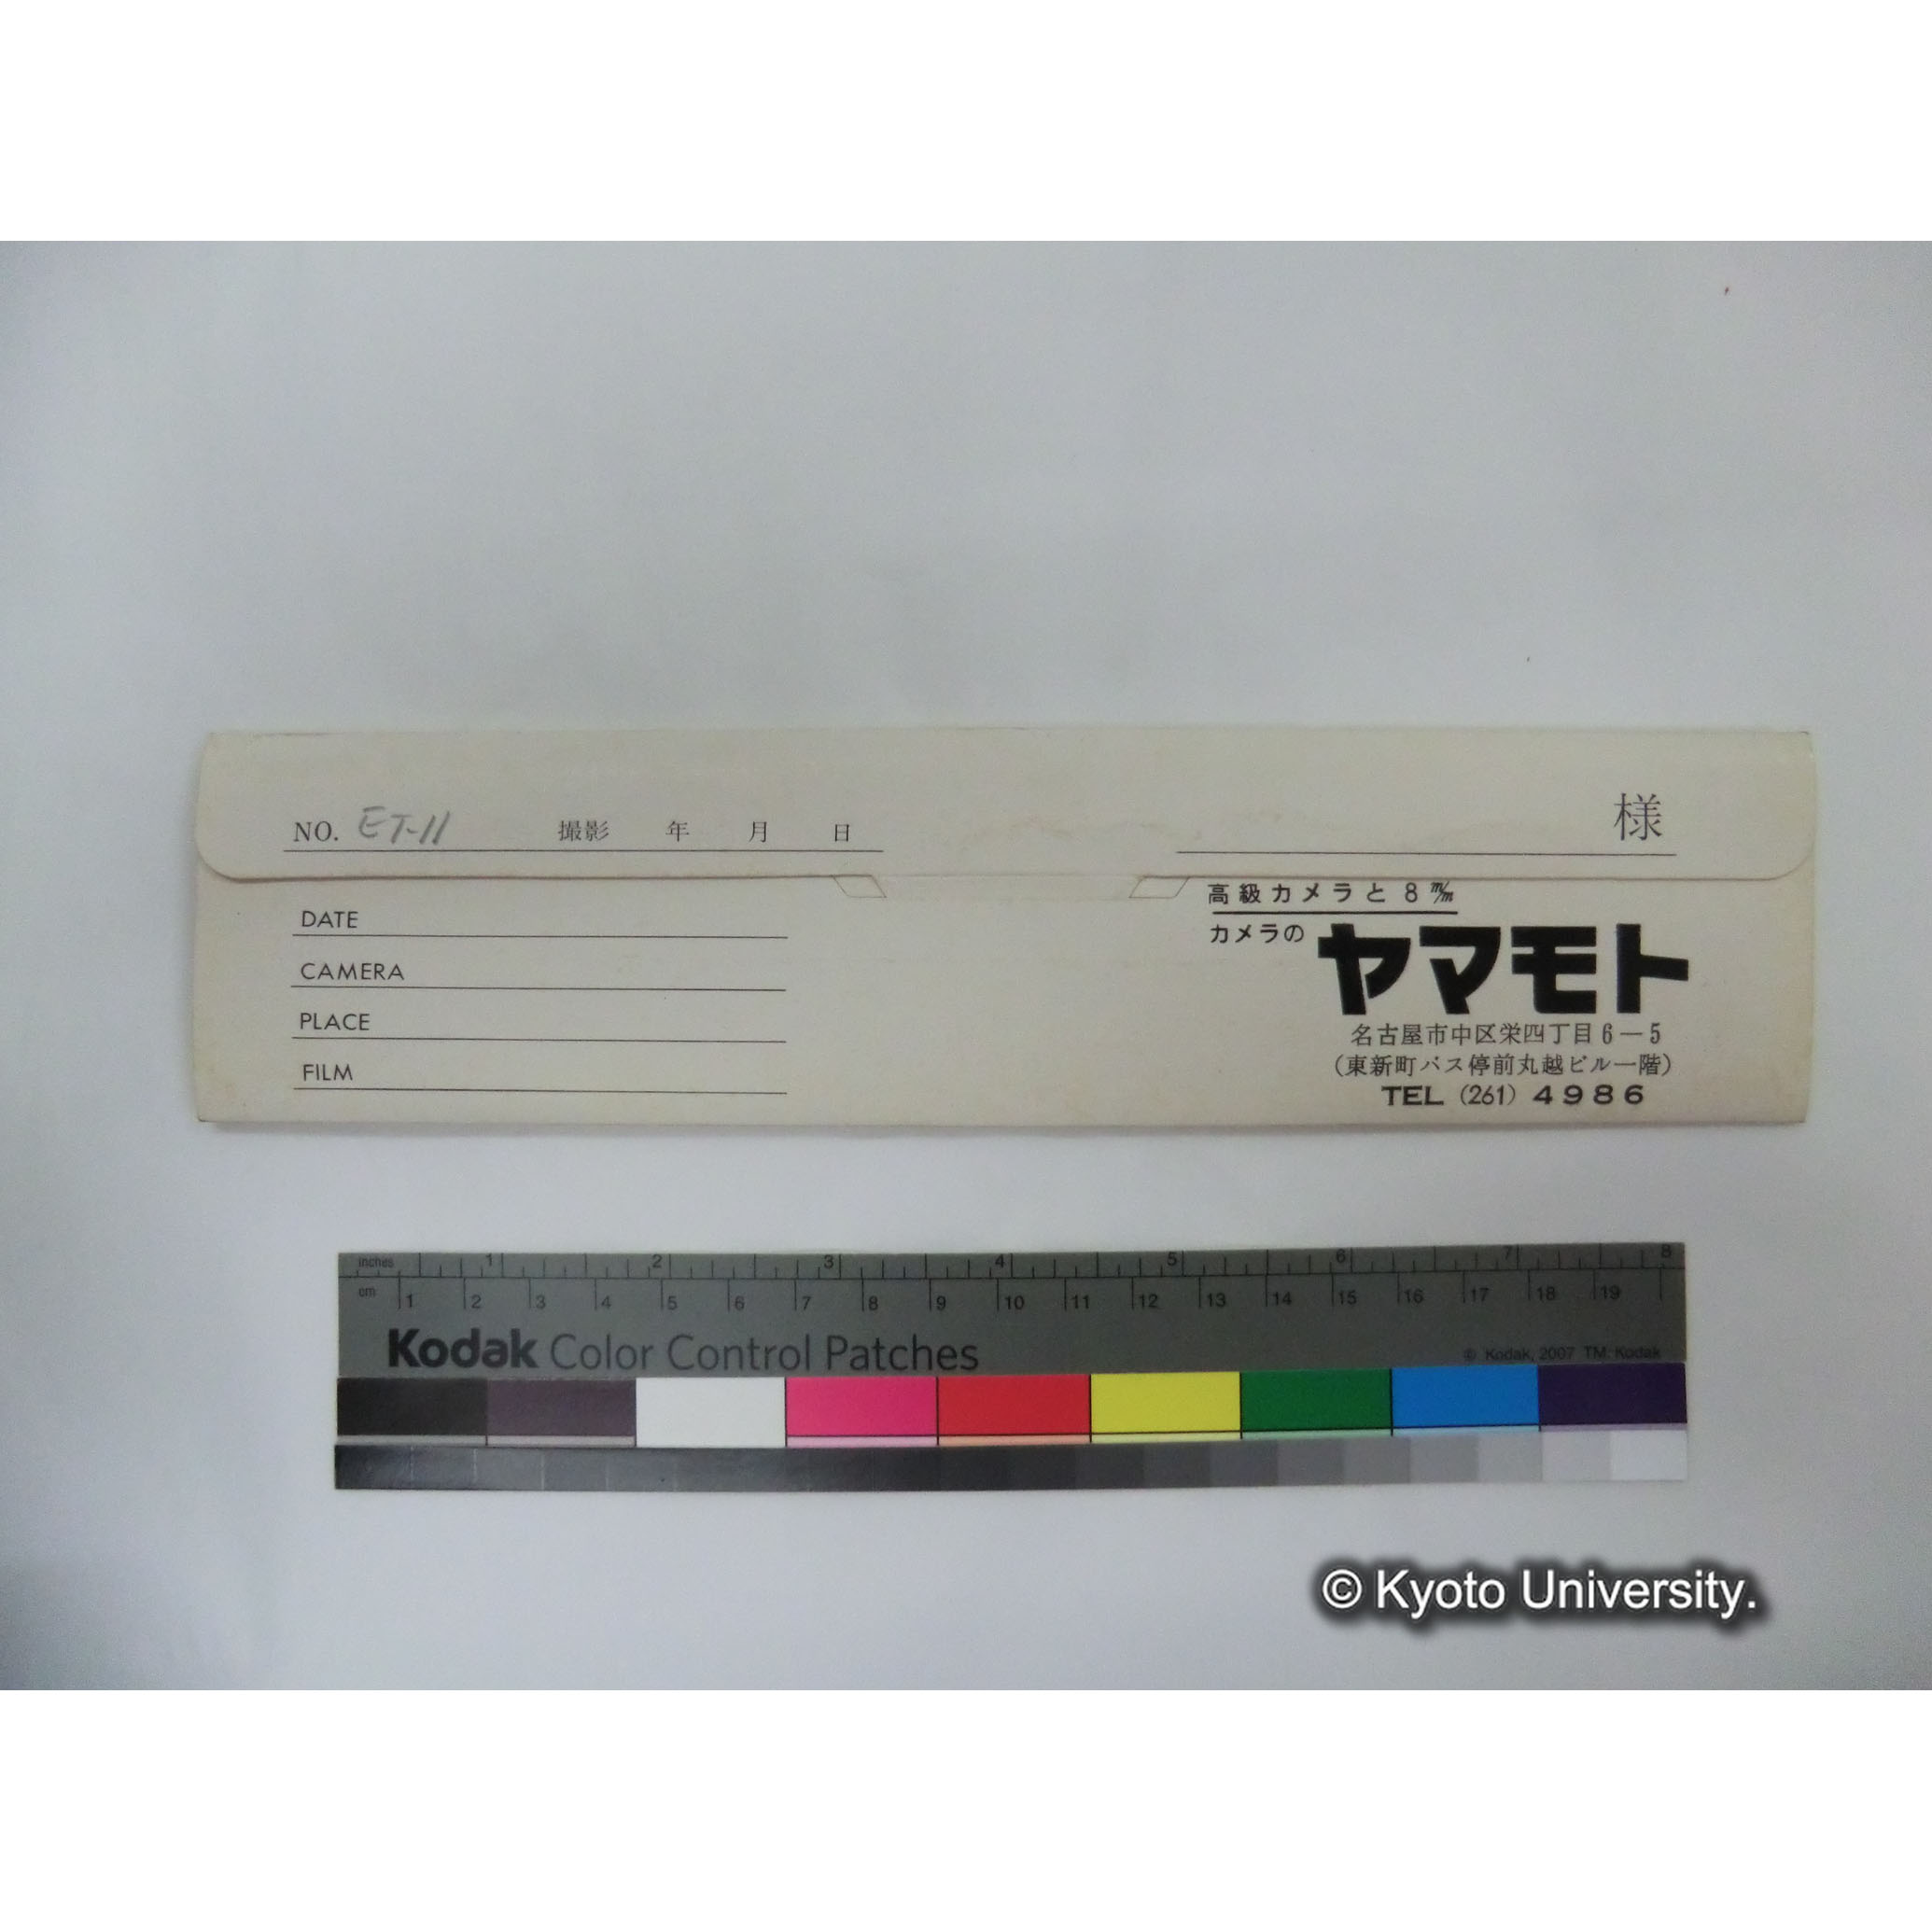 NO. ET-11 撮影 年 月 日
様
DATE
CAMERA
PLACE
FILM
高級カメラと8m/m
カメラのヤマモト
名古屋市中区栄四丁目6—5
(東新町バス停前丸越ビル一階)
TEL (261) 4986
inches 1 2 3 4 5 6 7 8
cm 1 2 3 4 5 6 7 8 9 10 11 12 13 14 15 16 17 18 19
Kodak Color Control Patches
© Kodak, 2007 TM: Kodak
© Kyoto University.